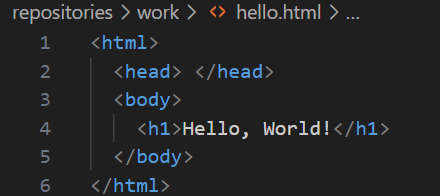 repositories > work > <> hello.html > ...
1 <html>
2 <head> </head>
3 <body>
4 <h1>Hello, World!</h1>
5 </body>
6 </html>